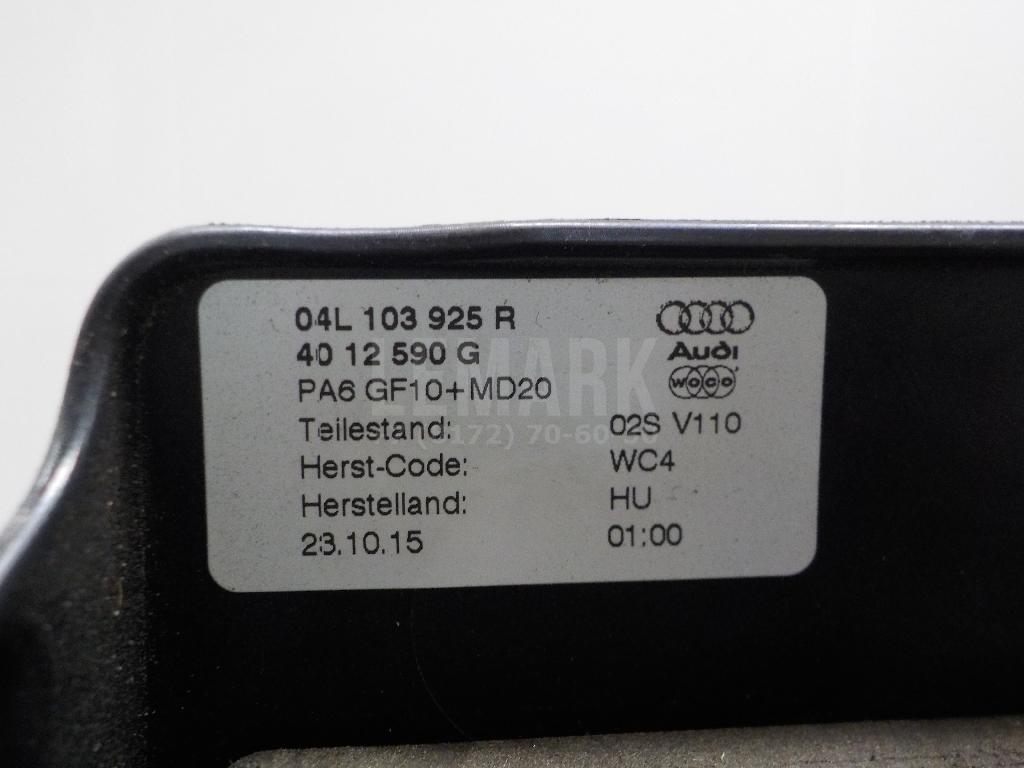 04L 103 925 R
40 12 590 G
Audi
PA6 GF10+MD20
woco
Teilestand: 02S V110
Herst-Code: WC4
Herstelland: HU
23.10.15 01:00
LEMARK